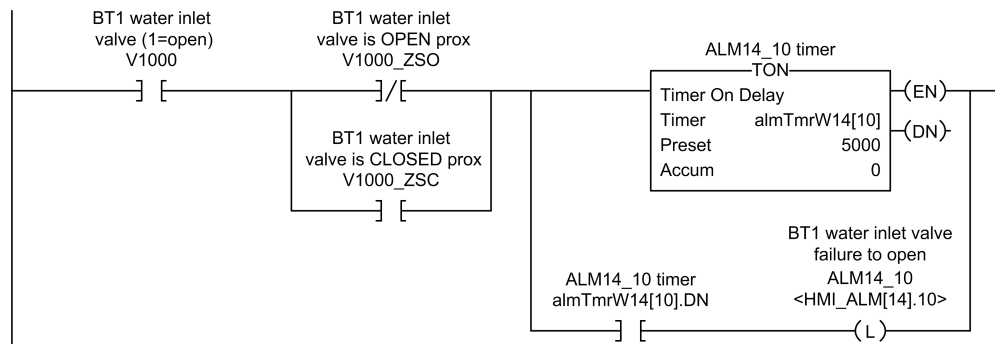 BT1 water inlet
valve (1=open)
V1000
BT1 water inlet
valve is OPEN prox
V1000_ZSO
BT1 water inlet
valve is CLOSED prox
V1000_ZSC
ALM14_10 timer
TON
Timer On Delay
Timer almTmrW14[10]
Preset 5000
Accum 0
EN
DN
ALM14_10 timer
almTmrW14[10].DN
BT1 water inlet valve
failure to open
ALM14_10
<HMI_ALM[14].10>
L